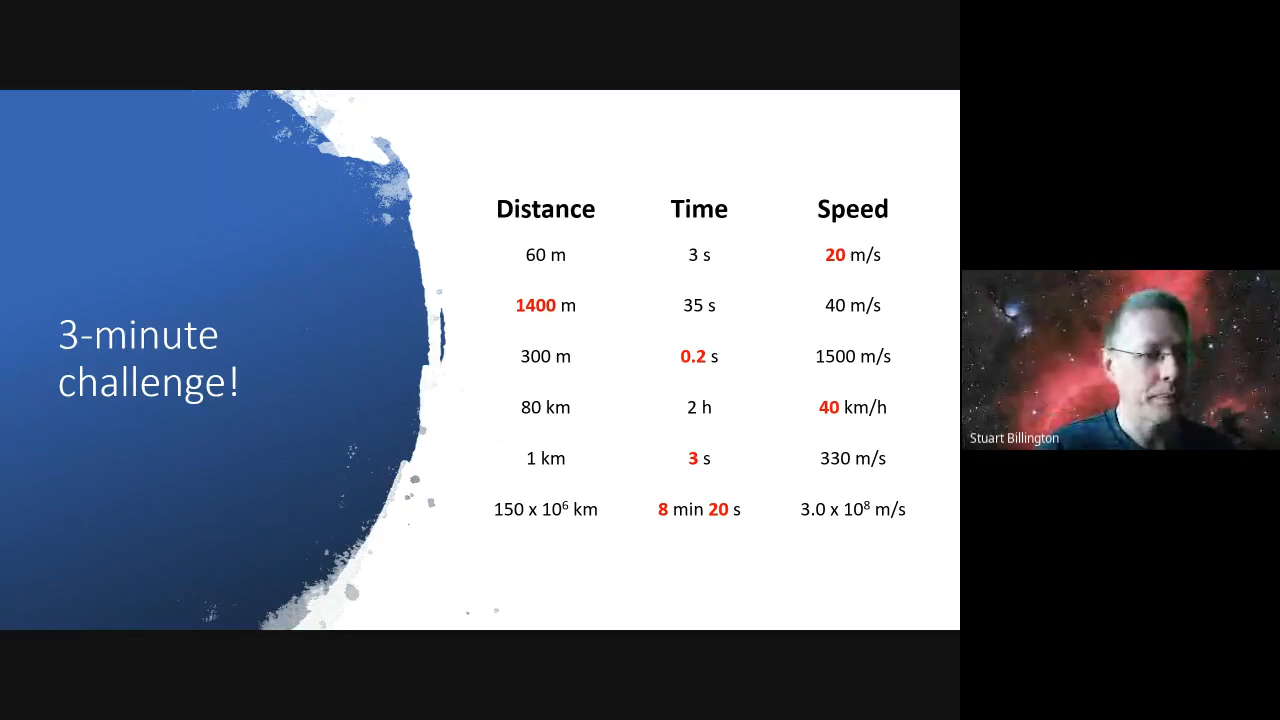 3-minute
challenge!
Distance Time Speed
60 m 3 s 20 m/s
1400 m 35 s 40 m/s
300 m 0.2 s 1500 m/s
80 km 2 h 40 km/h
1 km 3 s 330 m/s
150 x 10⁶ km 8 min 20 s 3.0 x 10⁸ m/s
Stuart Billington